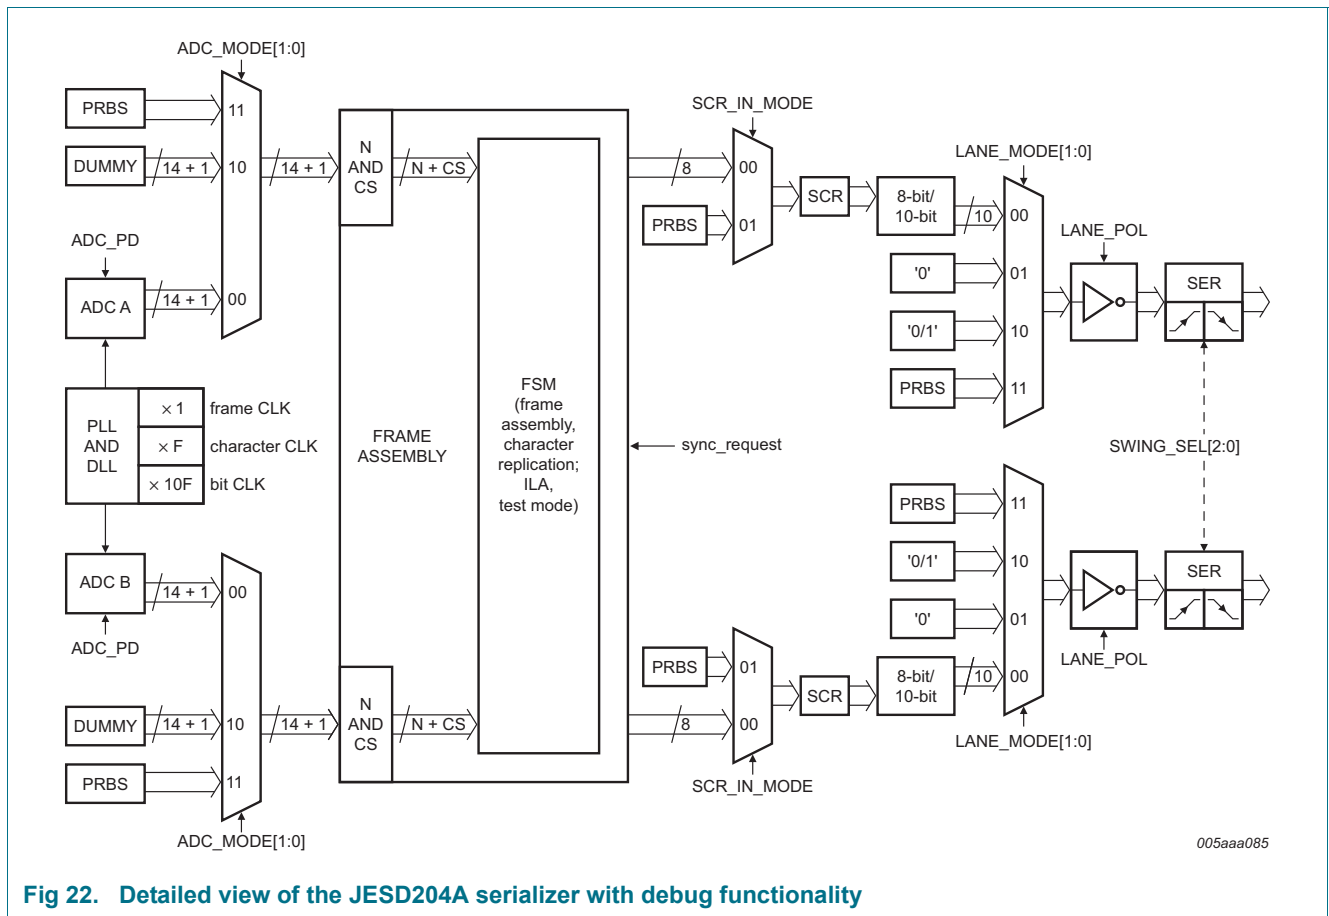 ADC_MODE[1:0]
PRBS
11
DUMMY
14 + 1
10
14 + 1
ADC_PD
ADC A
14 + 1
00
PLL
AND
DLL
× 1
frame CLK
× F
character CLK
× 10F
bit CLK
ADC B
14 + 1
00
ADC_PD
DUMMY
14 + 1
10
14 + 1
PRBS
11
ADC_MODE[1:0]
N
AND
CS
N + CS
FRAME
ASSEMBLY
FSM
(frame
assembly,
character
replication;
ILA,
test mode)
N
AND
CS
N + CS
sync_request
SCR_IN_MODE
8
00
PRBS
01
SCR
8-bit/
10-bit
10
LANE_MODE[1:0]
00
'0'
01
'0/1'
10
PRBS
11
LANE_POL
SER
SWING_SEL[2:0]
PRBS
11
'0/1'
10
'0'
01
8-bit/
10-bit
10
00
LANE_MODE[1:0]
LANE_POL
SER
PRBS
01
8
00
SCR
SCR_IN_MODE
005aaa085
Fig 22. Detailed view of the JESD204A serializer with debug functionality